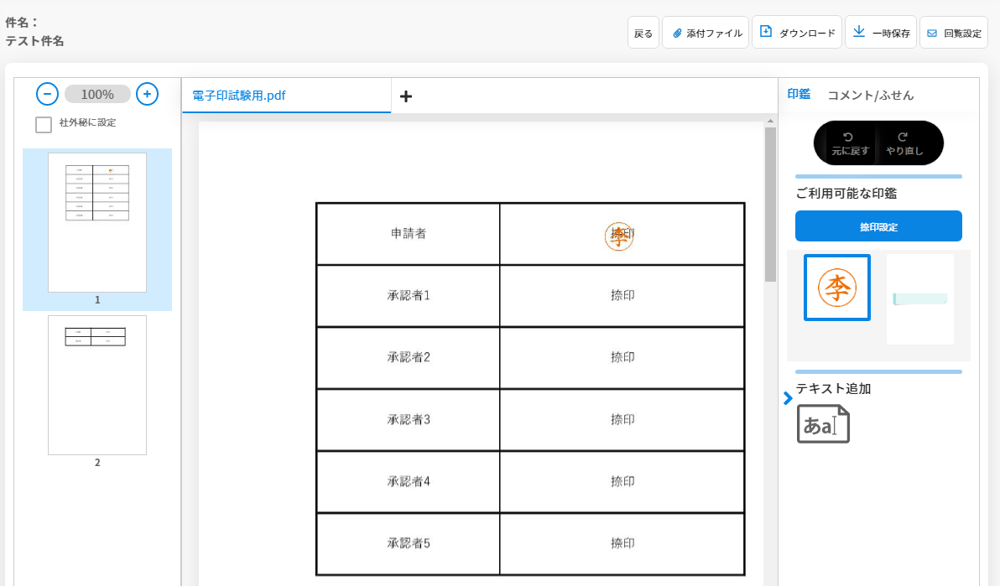 件名：
テスト件名
戻る
添付ファイル
ダウンロード
一時保存
回覧設定
100%
社外秘に設定
1
2
電子印試験用.pdf
申請者 捺印
李
承認者1 捺印
承認者2 捺印
承認者3 捺印
承認者4 捺印
承認者5 捺印
印鑑 コメント/ふせん
元に戻す やり直し
ご利用可能な印鑑
捺印設定
李
テキスト追加
あa